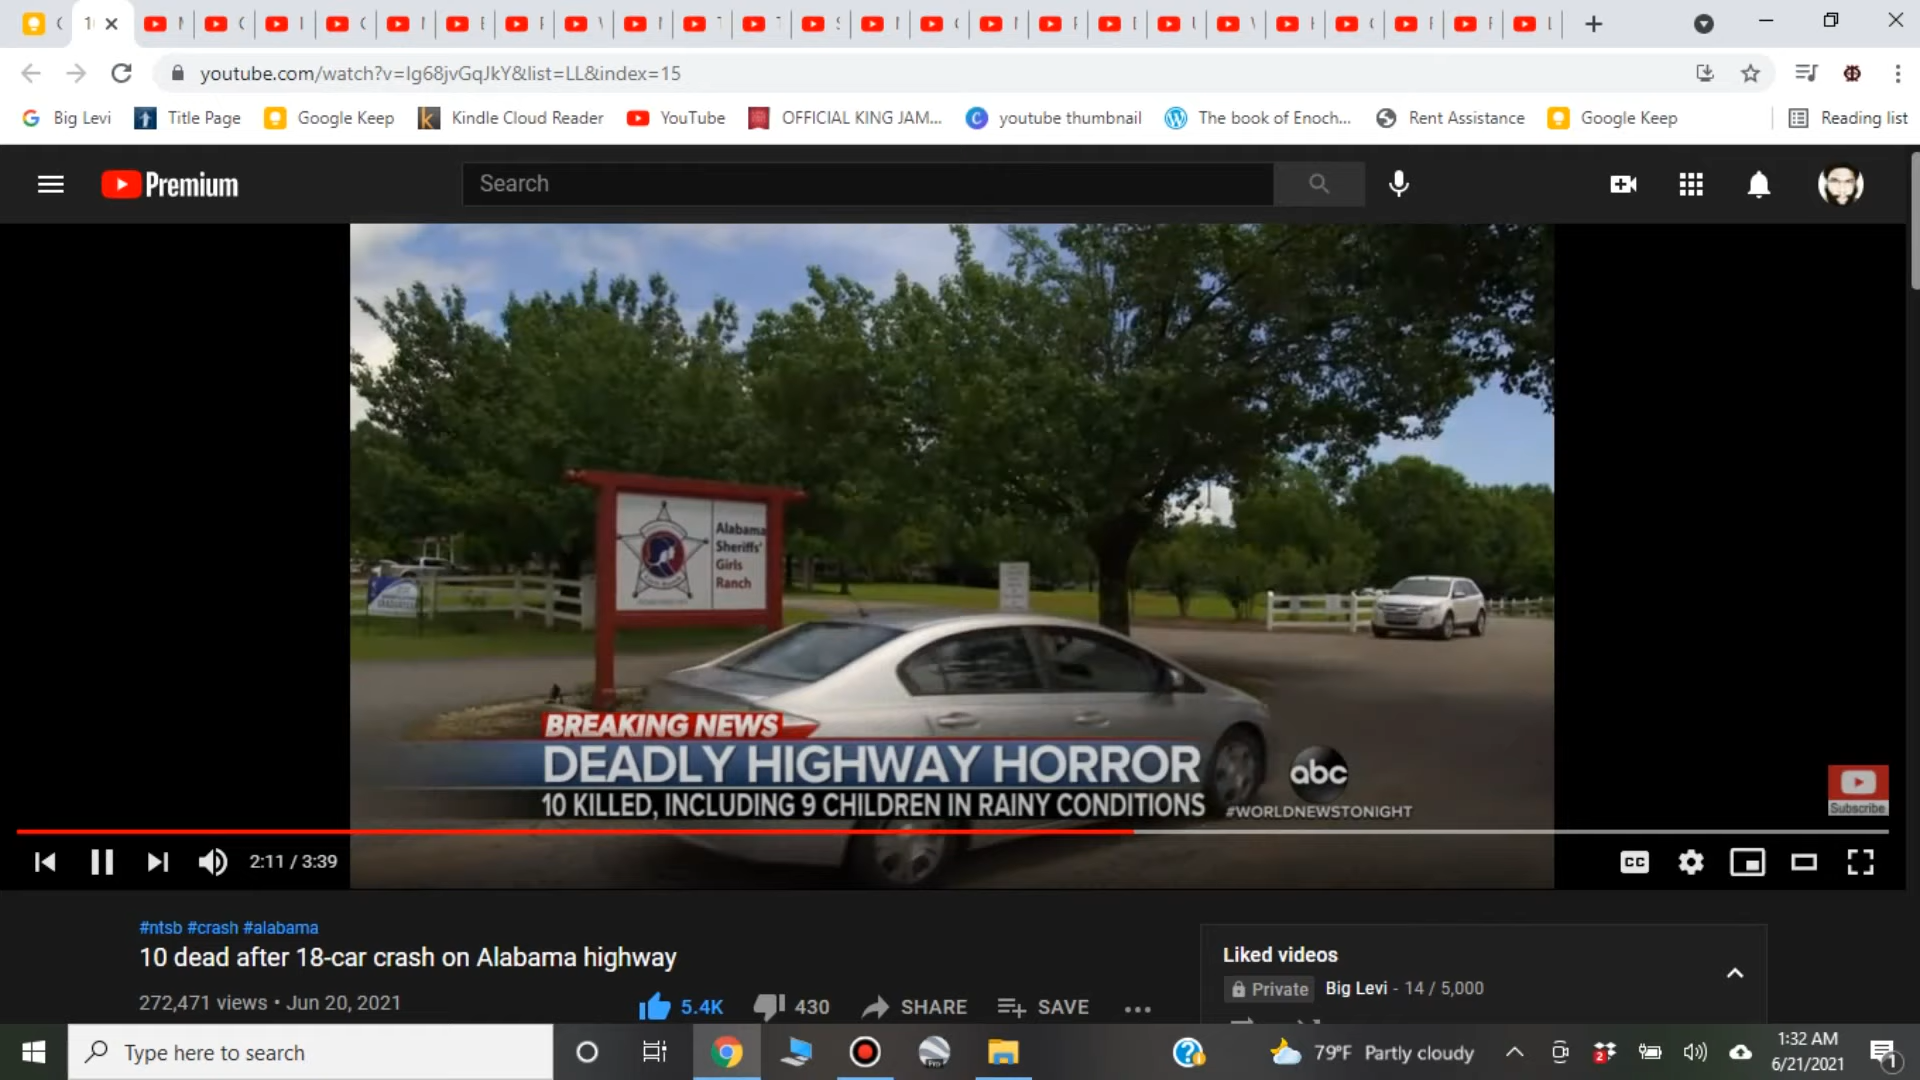 youtube.com/watch?v=Ig68jvGqJkY&list=LL&index=15
Big Levi
Title Page
Google Keep
Kindle Cloud Reader
YouTube
OFFICIAL KING JAM...
youtube thumbnail
The book of Enoch...
Rent Assistance
Google Keep
Reading list
Premium
Search
Alabama
Sheriffs'
Girls
Ranch
BREAKING NEWS
DEADLY HIGHWAY HORROR
10 KILLED, INCLUDING 9 CHILDREN IN RAINY CONDITIONS
abc
#WORLDNEWSTONIGHT
Subscribe
2:11 / 3:39
CC
#ntsb #crash #alabama
10 dead after 18-car crash on Alabama highway
272,471 views • Jun 20, 2021
5.4K
430
SHARE
SAVE
Liked videos
Private
Big Levi - 14 / 5,000
Type here to search
79°F Partly cloudy
2
1:32 AM
6/21/2021
1